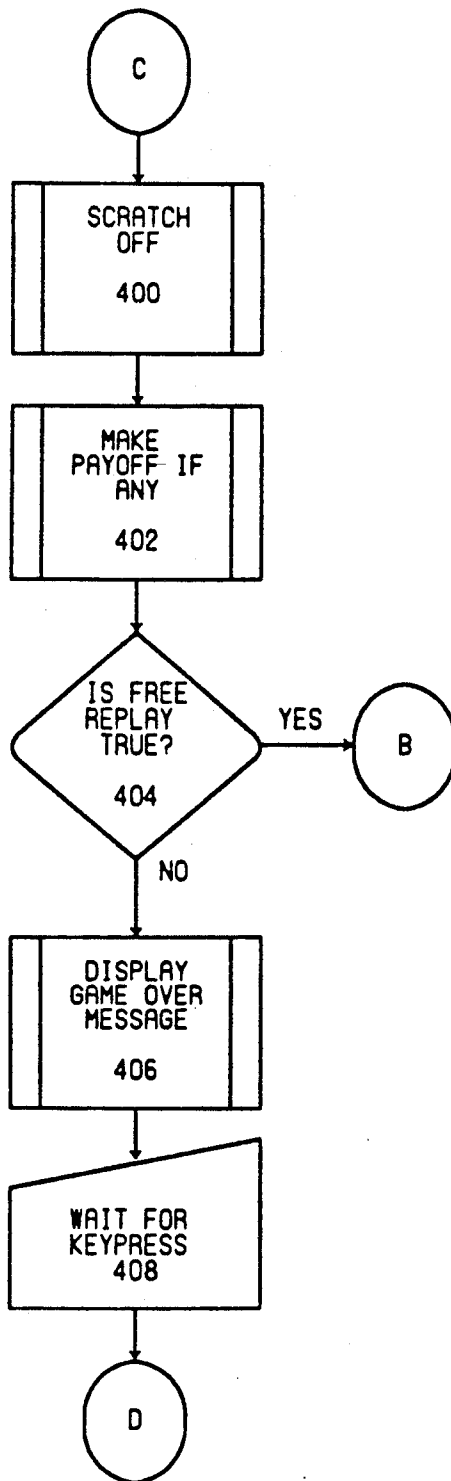 C
SCRATCH
OFF
400
MAKE
PAYOFF IF
ANY
402
IS FREE
REPLAY
TRUE?
404
YES
B
NO
DISPLAY
GAME OVER
MESSAGE
406
WAIT FOR
KEYPRESS
408
D